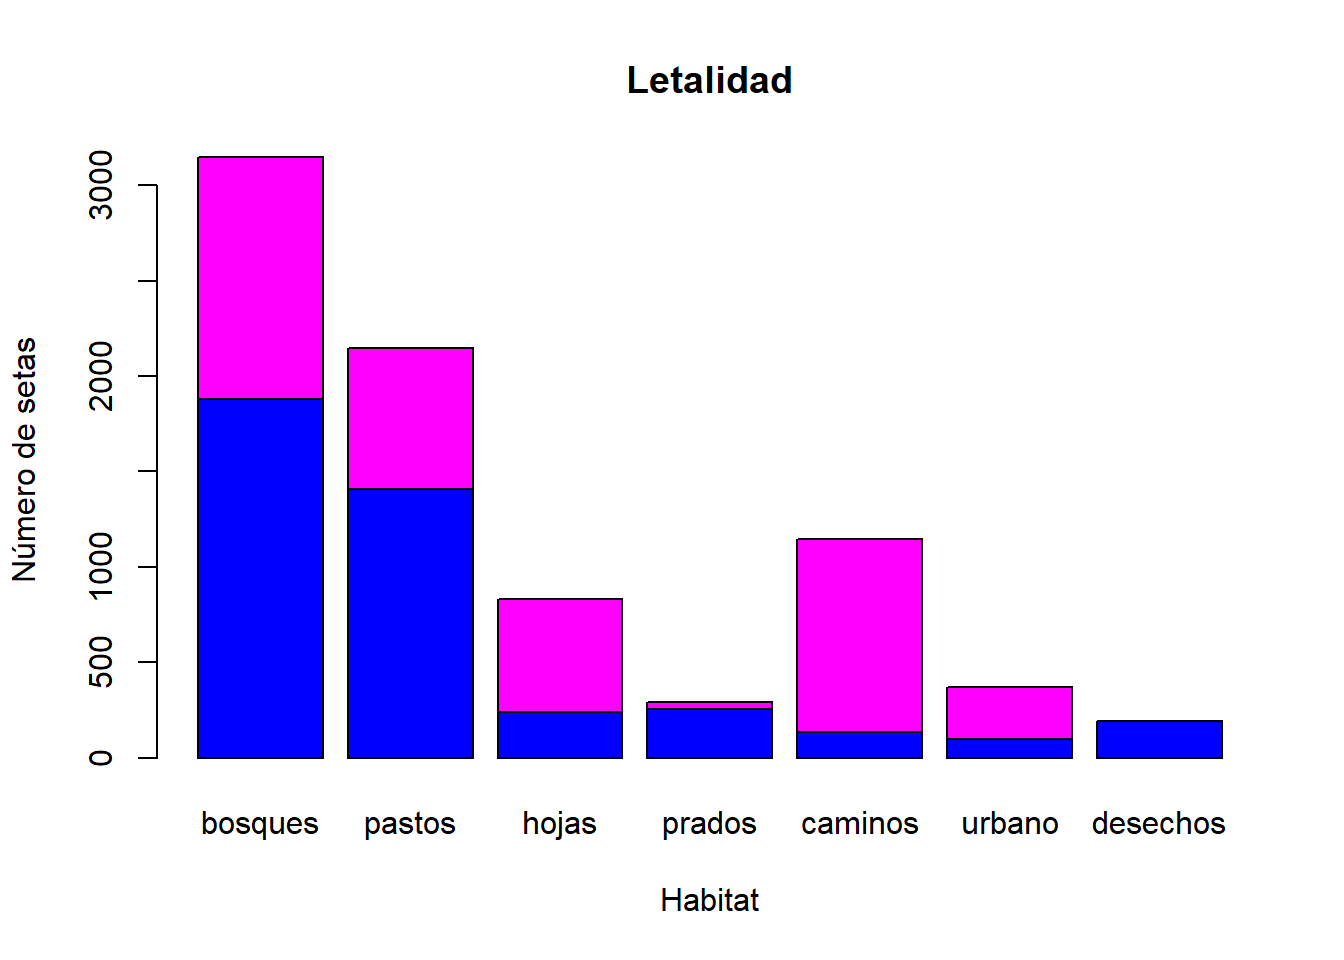 Letalidad
Número de setas
3000
2000
1000
500
0
bosques pastos hojas prados caminos urbano desechos
Habitat